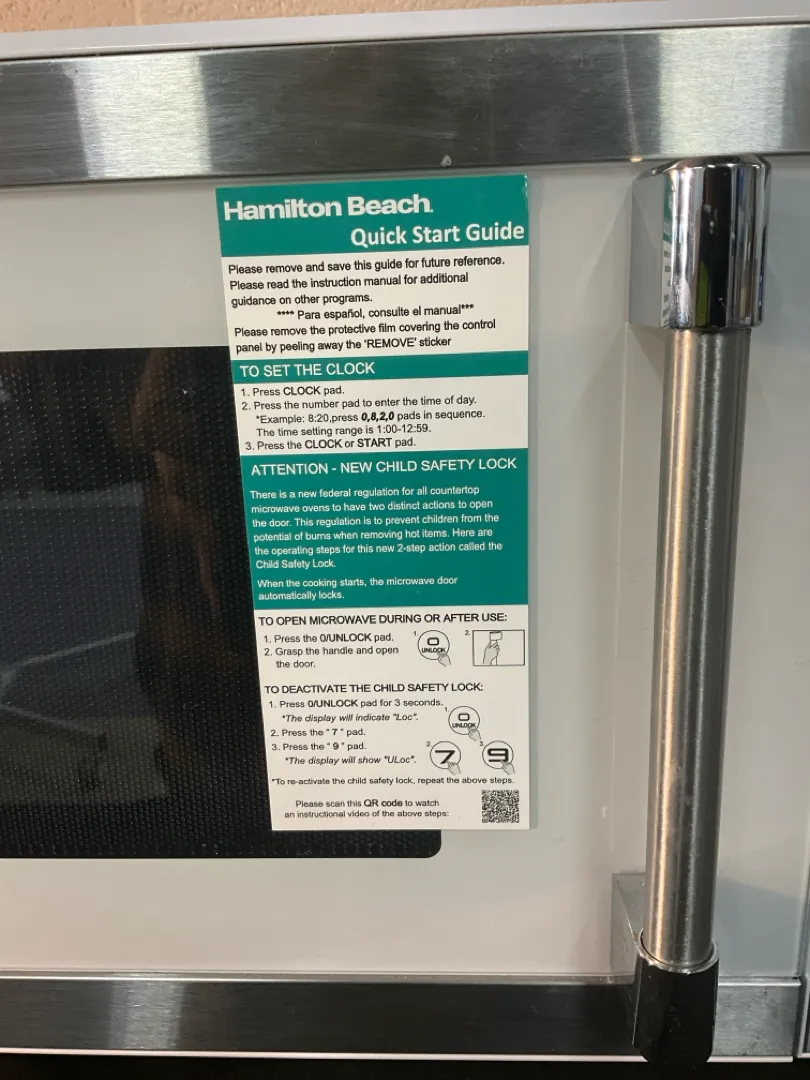 Hamilton Beach.
Quick Start Guide
Please remove and save this guide for future reference.
Please read the instruction manual for additional
guidance on other programs.
**** Para español, consulte el manual***
Please remove the protective film covering the control
panel by peeling away the 'REMOVE' sticker
TO SET THE CLOCK
1. Press CLOCK pad.
2. Press the number pad to enter the time of day.
*Example: 8:20,press 0,8,2,0 pads in sequence.
The time setting range is 1:00-12:59.
3. Press the CLOCK or START pad.
ATTENTION - NEW CHILD SAFETY LOCK
There is a new federal regulation for all countertop
microwave ovens to have two distinct actions to open
the door. This regulation is to prevent children from the
potential of burns when removing hot items. Here are
the operating steps for this new 2-step action called the
Child Safety Lock.
When the cooking starts, the microwave door
automatically locks.
TO OPEN MICROWAVE DURING OR AFTER USE:
1. Press the 0/UNLOCK pad.
2. Grasp the handle and open
the door.
1. 0 UNLOCK 2.
TO DEACTIVATE THE CHILD SAFETY LOCK:
1. Press 0/UNLOCK pad for 3 seconds.
*The display will indicate "Loc".
2. Press the " 7 " pad.
3. Press the " 9 " pad.
*The display will show "ULoc".
1. 0 UNLOCK
2. 7 3. 9
*To re-activate the child safety lock, repeat the above steps.
Please scan this QR code to watch
an instructional video of the above steps: